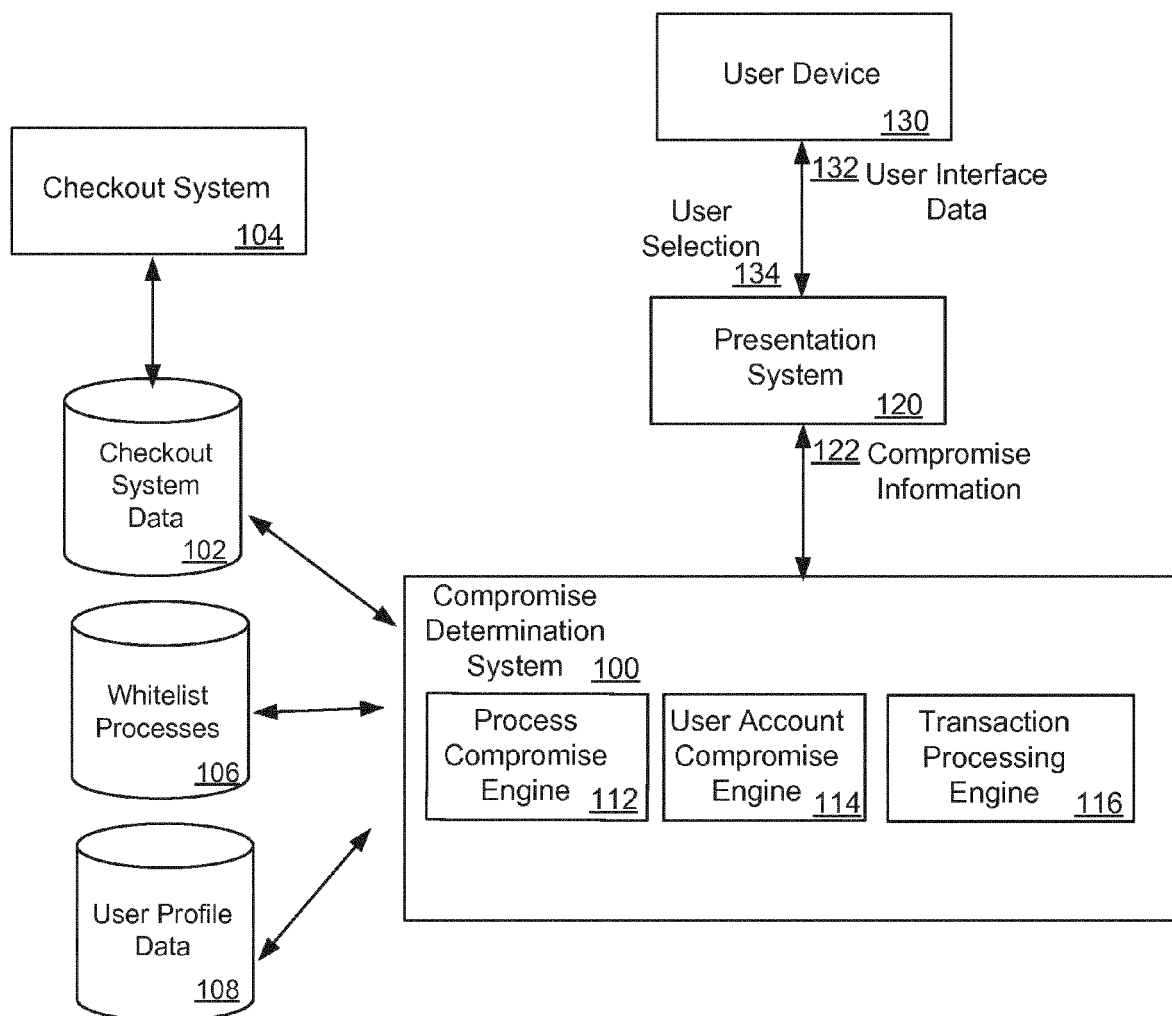 User Device
130
Checkout System
104
132 User Interface
Data
User
Selection
134
Presentation
System
120
122 Compromise
Information
Checkout
System
Data
102
Whitelist
Processes
106
User Profile
Data
108
Compromise
Determination
System 100
Process
Compromise
Engine 112
User Account
Compromise
Engine 114
Transaction
Processing
Engine 116